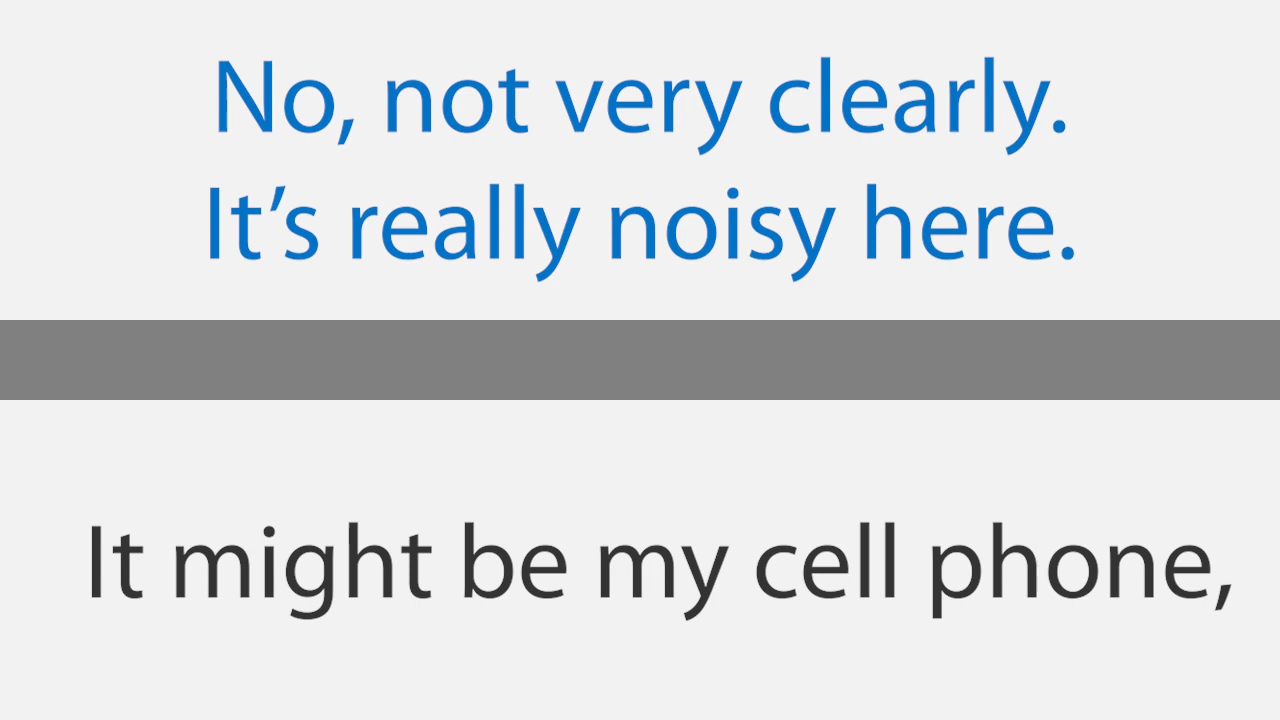 No, not very clearly.
It’s really noisy here.
It might be my cell phone,